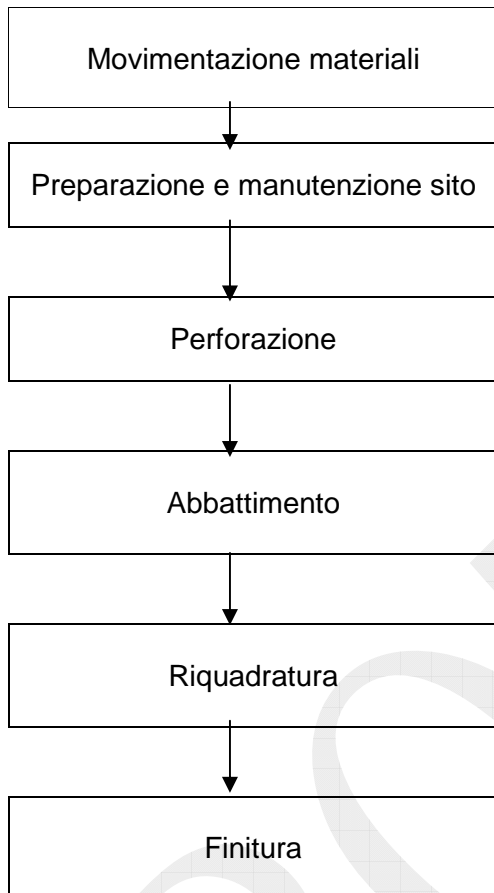 Movimentazione materiali
Preparazione e manutenzione sito
Perforazione
Abbattimento
Riquadratura
Finitura